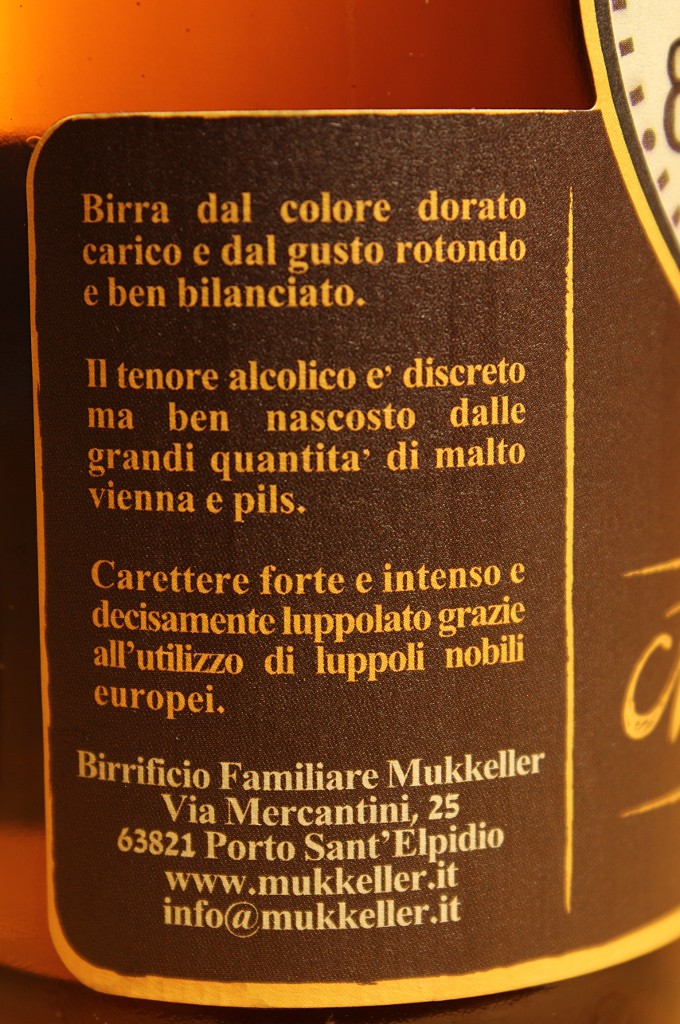 Birra dal colore dorato
carico e dal gusto rotondo
e ben bilanciato.
Il tenore alcolico e' discreto
ma ben nascosto dalle
grandi quantita' di malto
vienna e pils.
Carettere forte e intenso e
decisamente luppolato grazie
all'utilizzo di luppoli nobili
europei.
Birrificio Familiare Mukkeller
Via Mercantini, 25
63821 Porto Sant'Elpidio
www.mukkeller.it
info@mukkeller.it